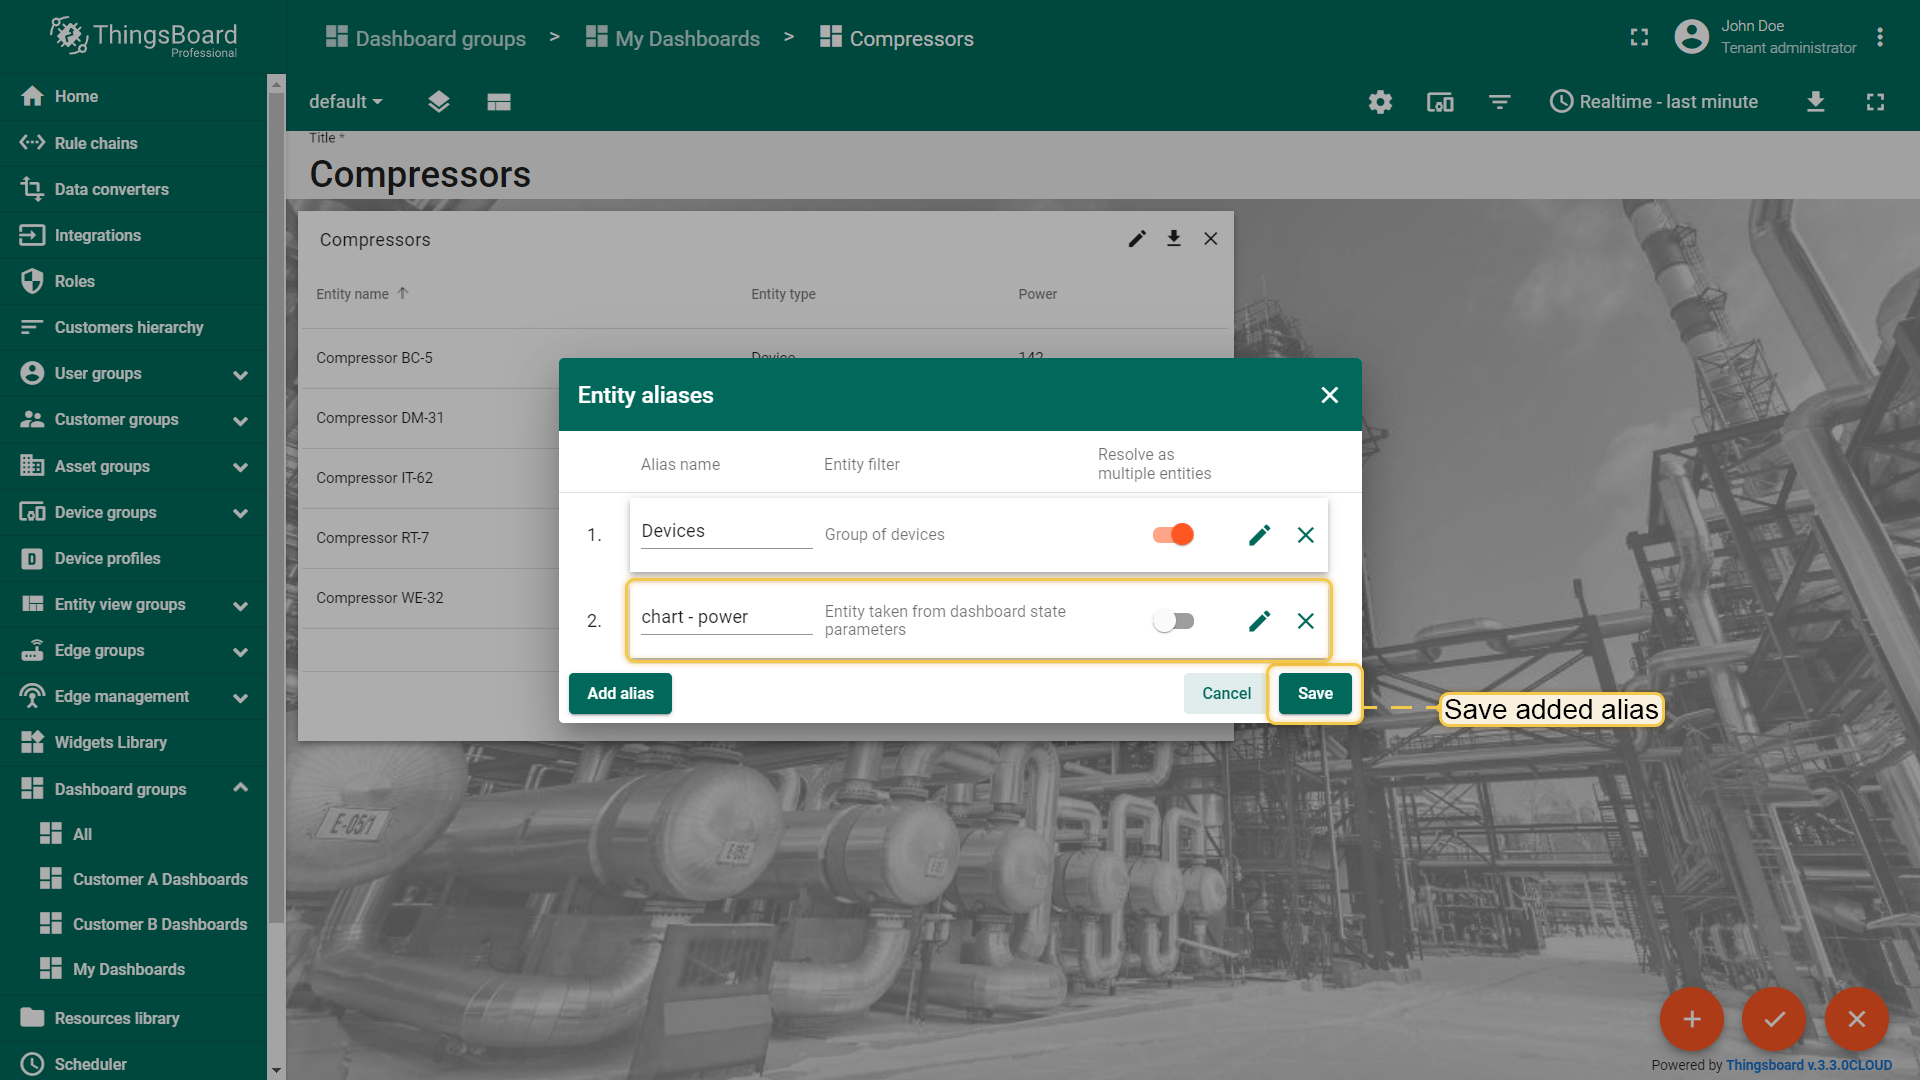 ThingsBoard
Professional
Dashboard groups > My Dashboards > Compressors
John Doe
Tenant administrator
Home
Rule chains
Data converters
Integrations
Roles
Customers hierarchy
User groups
Customer groups
Asset groups
Device groups
Device profiles
Entity view groups
Edge groups
Edge management
Widgets Library
Dashboard groups
All
Customer A Dashboards
Customer B Dashboards
My Dashboards
Resources library
Scheduler
default
Realtime - last minute
Title *
Compressors
Compressors
Entity name Entity type Power
Compressor BC-5 Device 142
Compressor DM-31
Compressor IT-62
Compressor RT-7
Compressor WE-32
Entity aliases
Alias name Entity filter Resolve as
multiple entities
1. Devices Group of devices
2. chart - power Entity taken from dashboard state
parameters
Add alias Cancel Save
Save added alias
E-05/1
Powered by Thingsboard v.3.3.0CLOUD